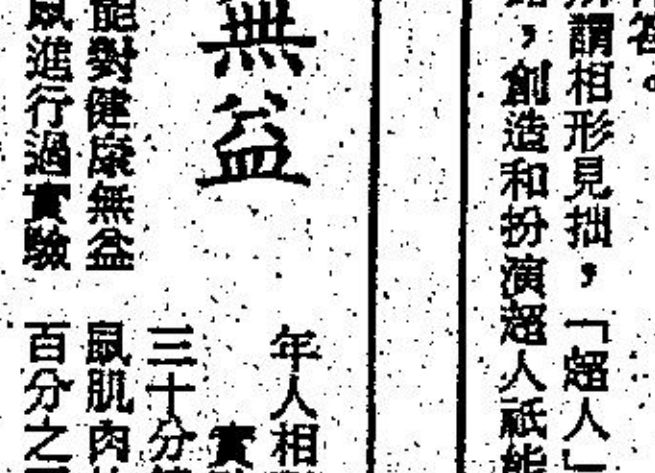 答。
謂相形見拙，「超人」
，創造和扮演超人祇能
無益
能對健康無益
鼠進行過實驗
年人相
實
三十分
鼠肌肉
百分之